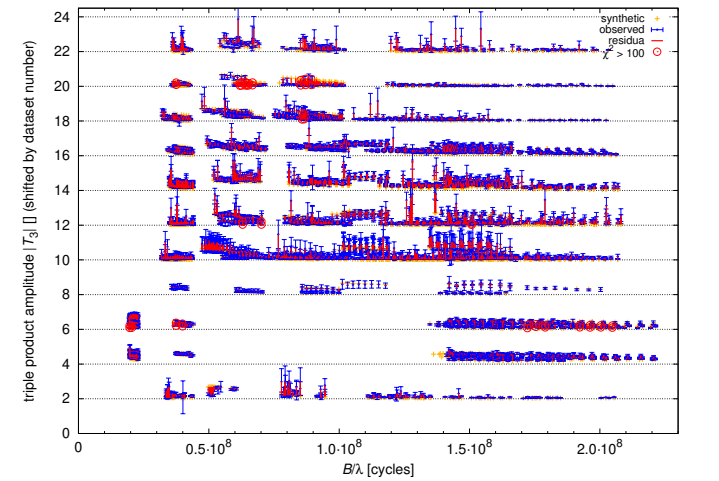 24
22
20
18
16
14
12
10
8
6
4
2
0
triple product amplitude |T₃| [] (shifted by dataset number)
synthetic
observed
residua
χ² > 100
0 0.5·10⁸ 1.0·10⁸ 1.5·10⁸ 2.0·10⁸
B/λ [cycles]